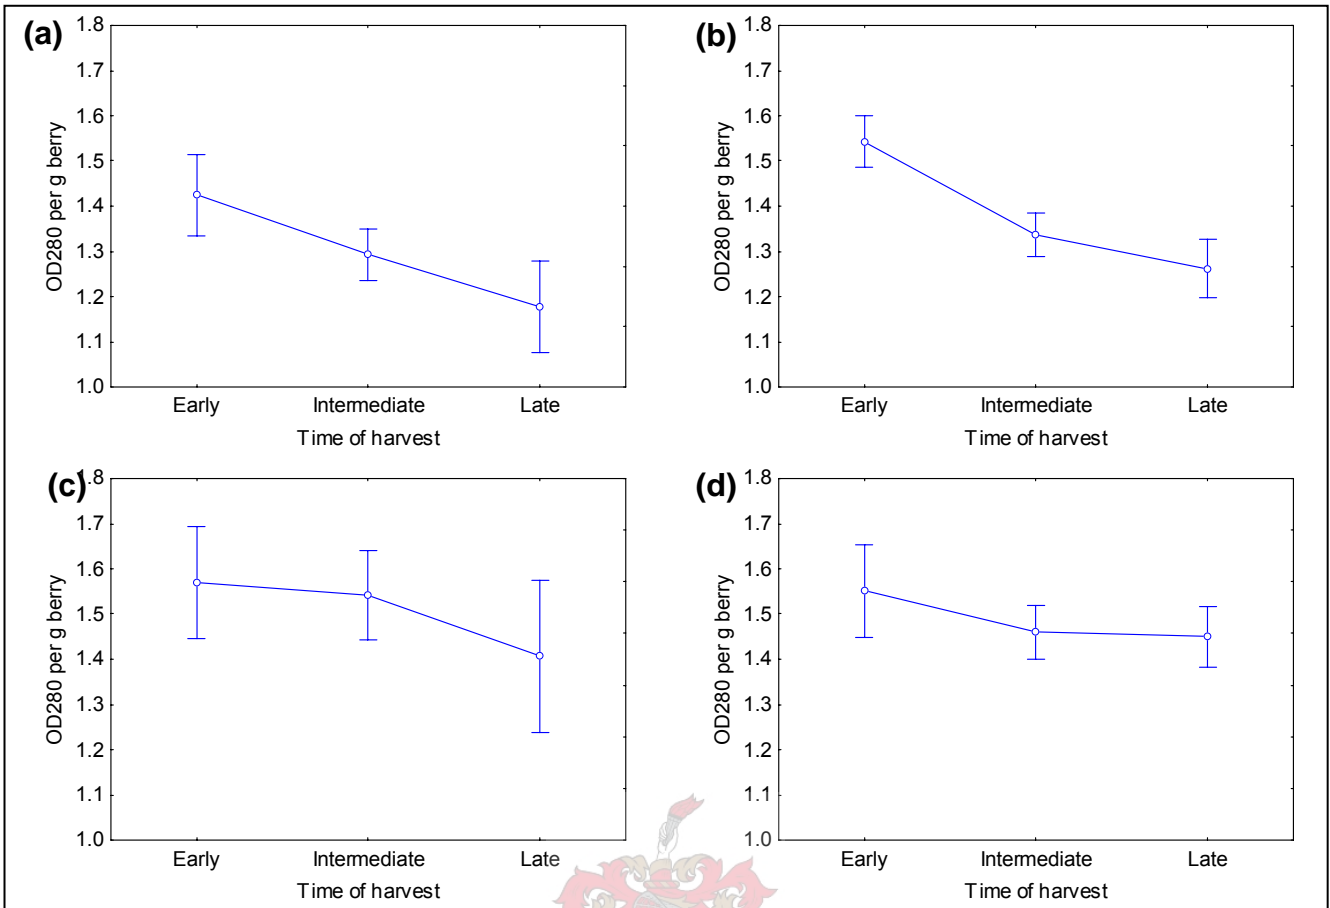 (a)
1.8
1.7
1.6
1.5
1.4
1.3
1.2
1.1
1.0
OD280 per g berry
Early Intermediate Late
Time of harvest
(b)
1.8
1.7
1.6
1.5
1.4
1.3
1.2
1.1
1.0
OD280 per g berry
Early Intermediate Late
Time of harvest
(c)
1.8
1.7
1.6
1.5
1.4
1.3
1.2
1.1
1.0
OD280 per g berry
Early Intermediate Late
Time of harvest
(d)
1.8
1.7
1.6
1.5
1.4
1.3
1.2
1.1
1.0
OD280 per g berry
Early Intermediate Late
Time of harvest